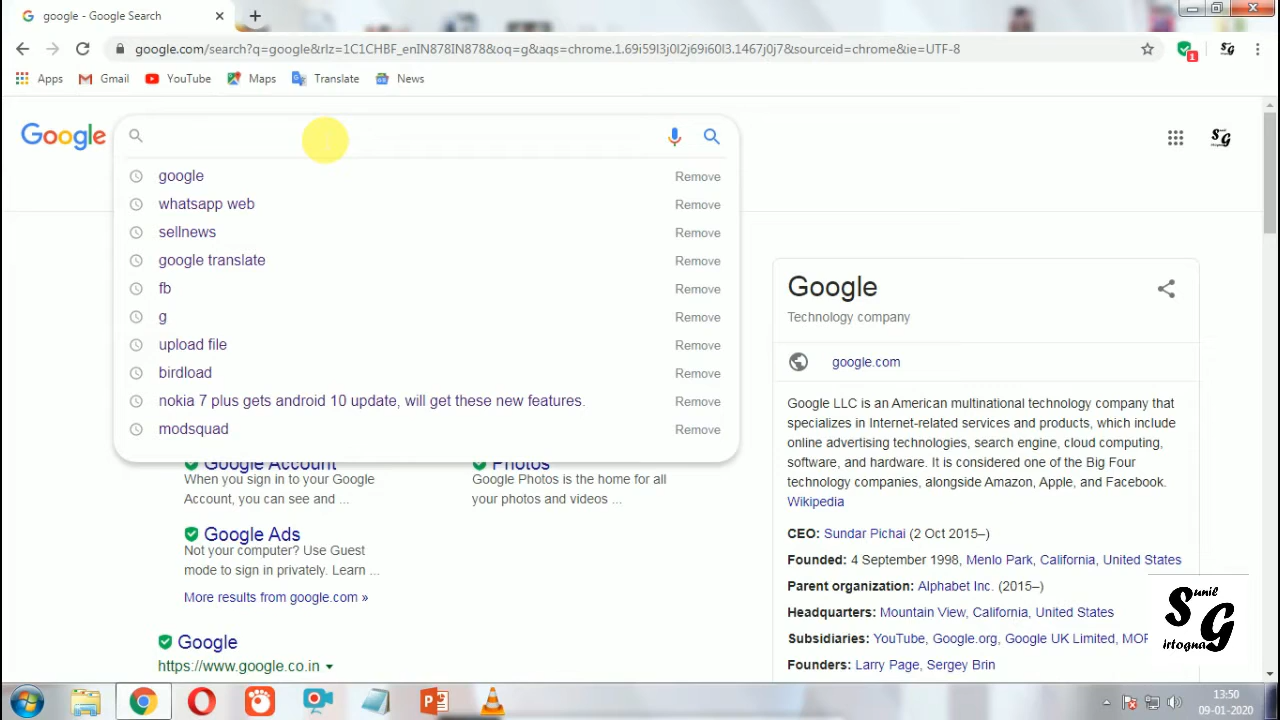 google - Google Search
google.com/search?q=google&rlz=1C1CHBF_enIN878IN878&oq=g&aqs=chrome.1.69i59l3j0l2j69i60l3.1467j0j7&sourceid=chrome&ie=UTF-8
1
Apps
Gmail
YouTube
Maps
Translate
News
Google
google Remove
whatsapp web Remove
sellnews Remove
google translate Remove
fb Remove
g Remove
upload file Remove
birdload Remove
nokia 7 plus gets android 10 update, will get these new features. Remove
modsquad Remove
Google Account
When you sign in to your Google
Account, you can see and ...
Photos
Google Photos is the home for all
your photos and videos ...
Google Ads
Not your computer? Use Guest
mode to sign in privately. Learn ...
More results from google.com »
Google
https://www.google.co.in
Google
Technology company
google.com
Google LLC is an American multinational technology company that
specializes in Internet-related services and products, which include
online advertising technologies, search engine, cloud computing,
software, and hardware. It is considered one of the Big Four
technology companies, alongside Amazon, Apple, and Facebook.
Wikipedia
CEO: Sundar Pichai (2 Oct 2015–)
Founded: 4 September 1998, Menlo Park, California, United States
Parent organization: Alphabet Inc. (2015–)
Headquarters: Mountain View, California, United States
Subsidiaries: YouTube, Google.org, Google UK Limited, MOR
Founders: Larry Page, Sergey Brin
Sunil
Girtogna
13:50
09-01-2020